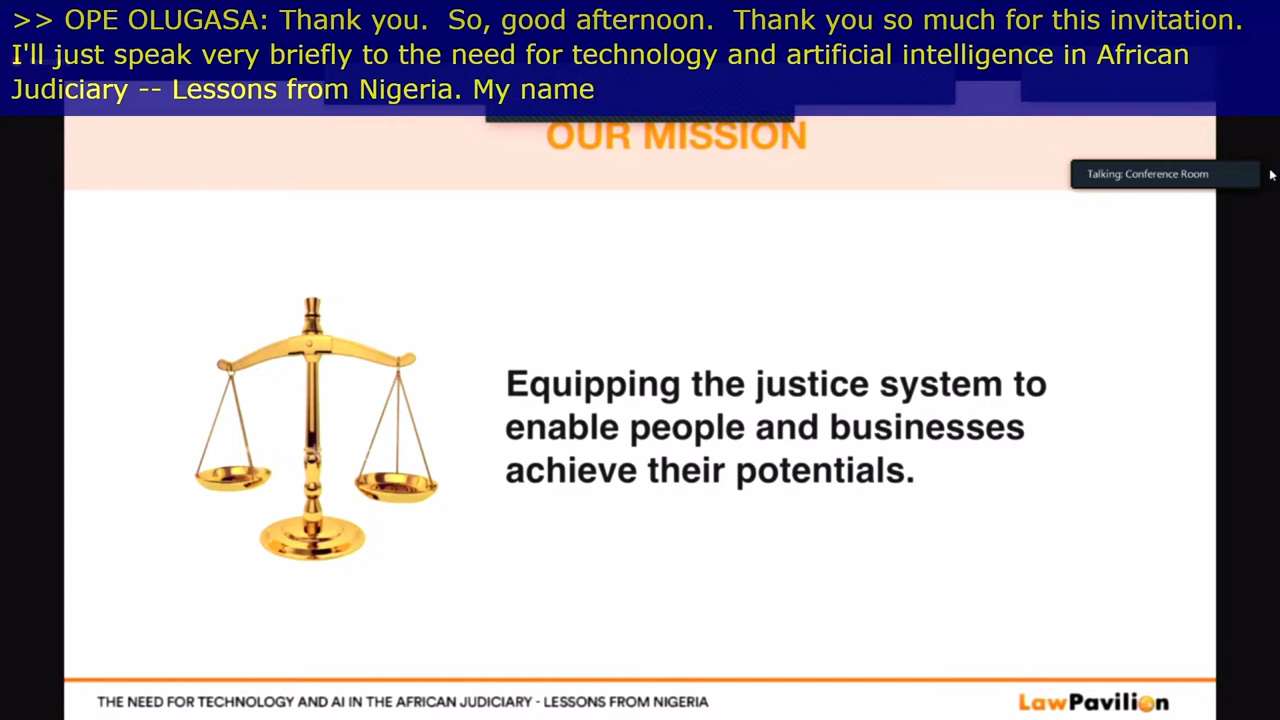 >> OPE OLUGASA: Thank you.  So, good afternoon.  Thank you so much for this invitation.
I'll just speak very briefly to the need for technology and artificial intelligence in African
Judiciary -- Lessons from Nigeria. My name
OUR MISSION
Talking: Conference Room
Equipping the justice system to
enable people and businesses
achieve their potentials.
THE NEED FOR TECHNOLOGY AND AI IN THE AFRICAN JUDICIARY - LESSONS FROM NIGERIA
LawPavilion